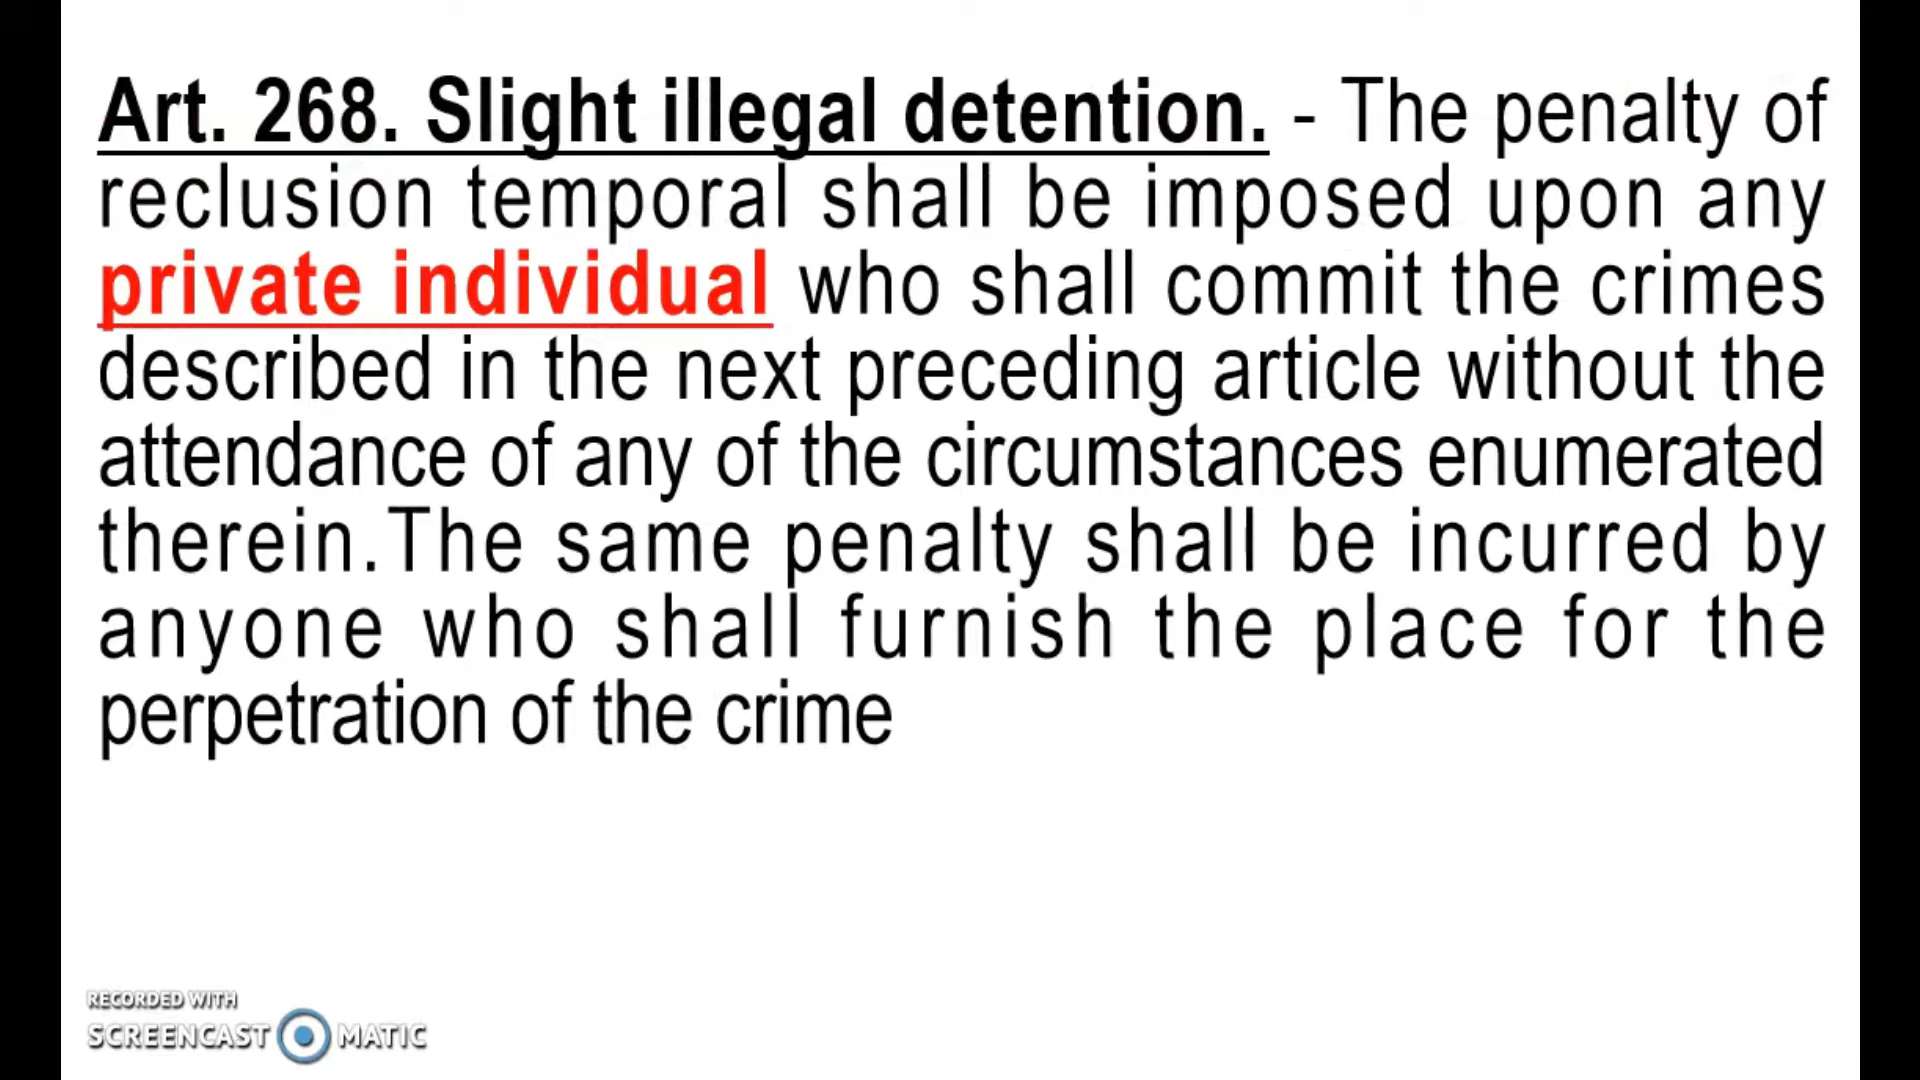 Art. 268. Slight illegal detention. - The penalty of
reclusion temporal shall be imposed upon any
private individual who shall commit the crimes
described in the next preceding article without the
attendance of any of the circumstances enumerated
therein.The same penalty shall be incurred by
anyone who shall furnish the place for the
perpetration of the crime
RECORDED WITH
SCREENCAST MATIC